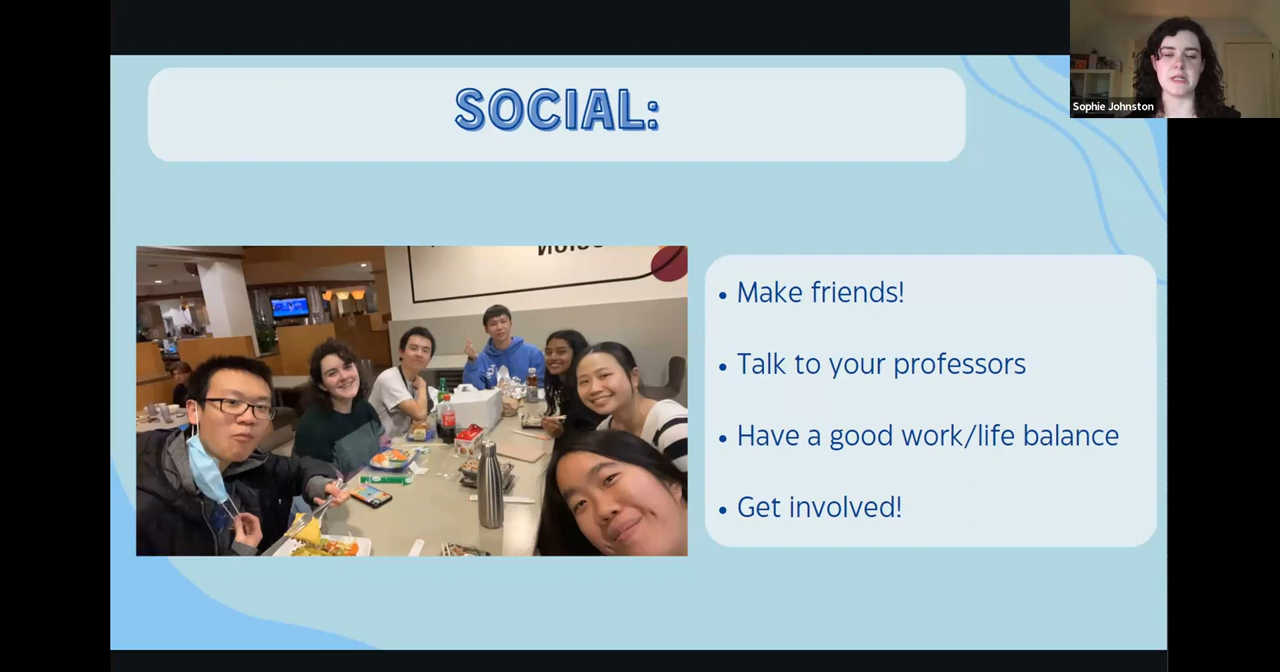 SOCIAL:
Sophie Johnston
• Make friends!
• Talk to your professors
• Have a good work/life balance
• Get involved!